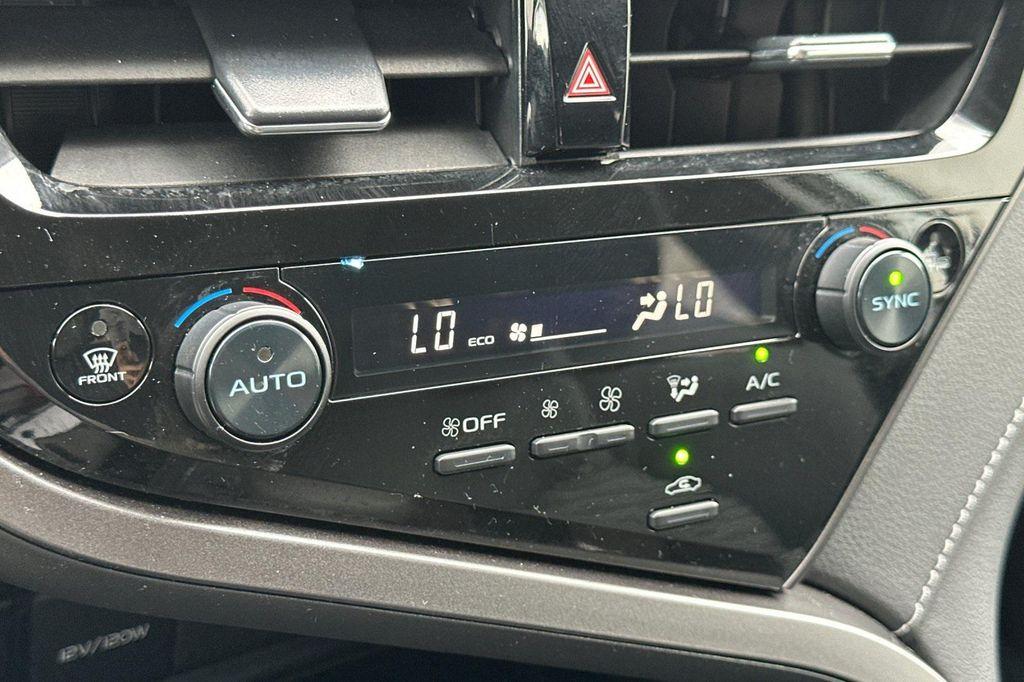 FRONT
AUTO
LO ECO LO
SYNC
OFF
A/C
12V/120W